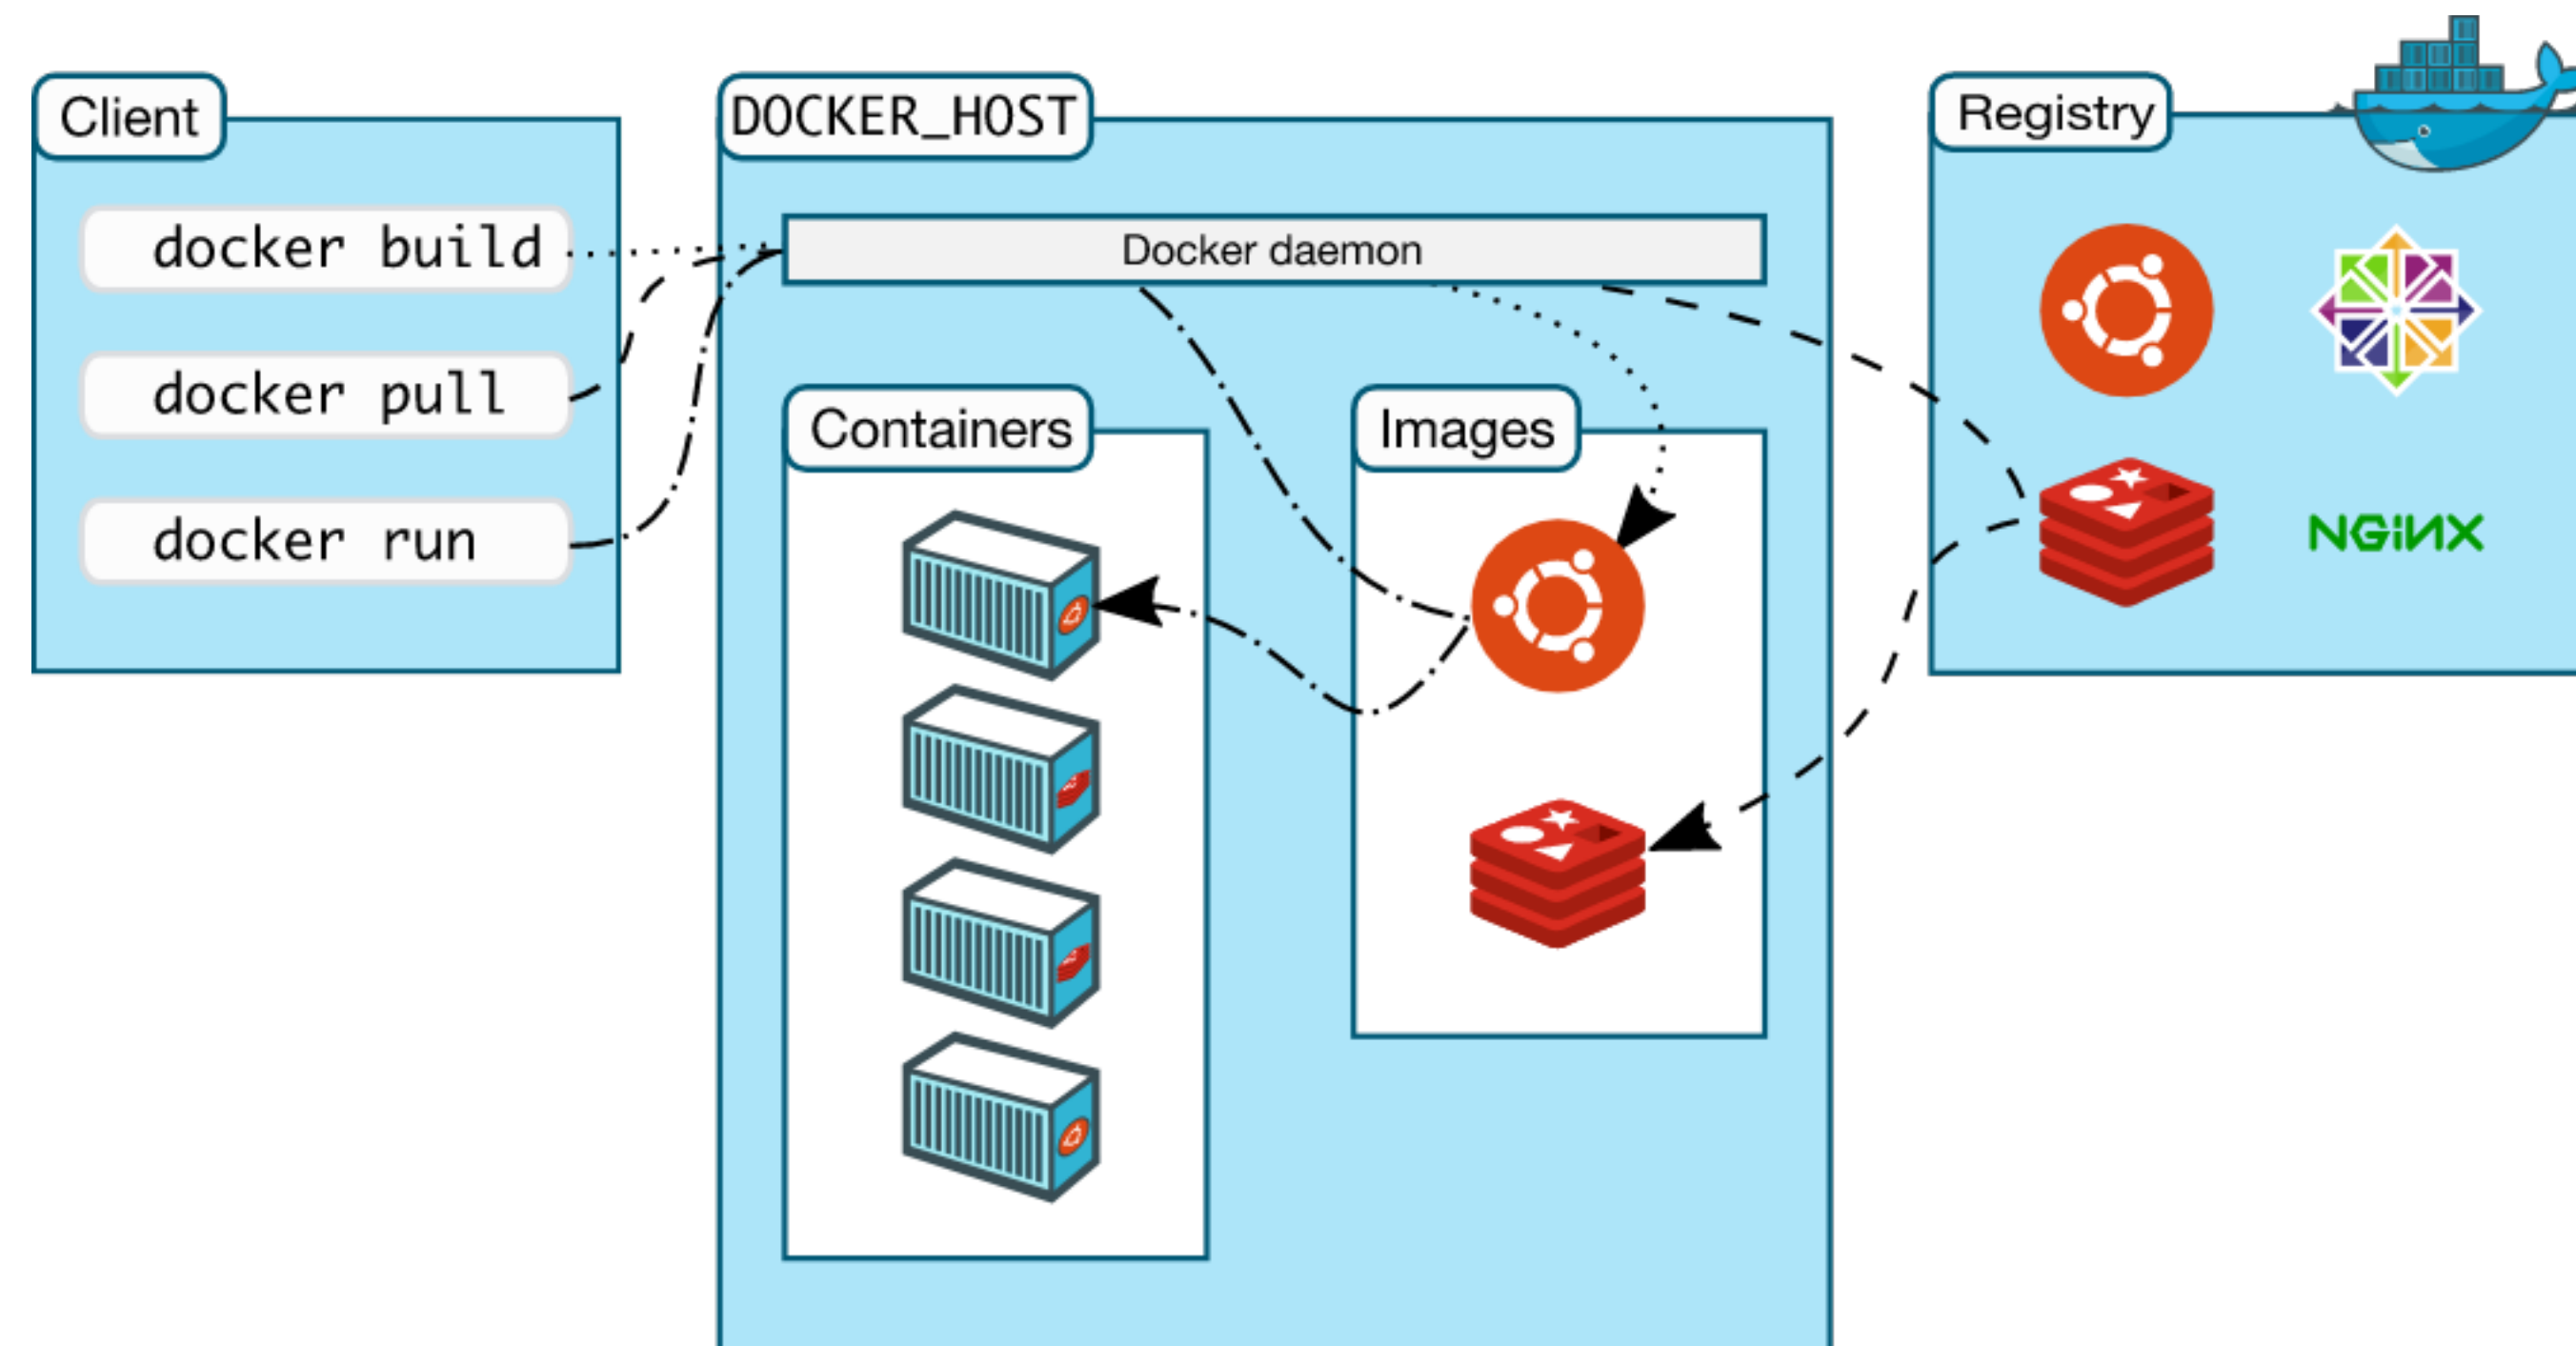 Client
docker build
docker pull
docker run
DOCKER_HOST
Docker daemon
Containers
Images
Registry
NGiNX